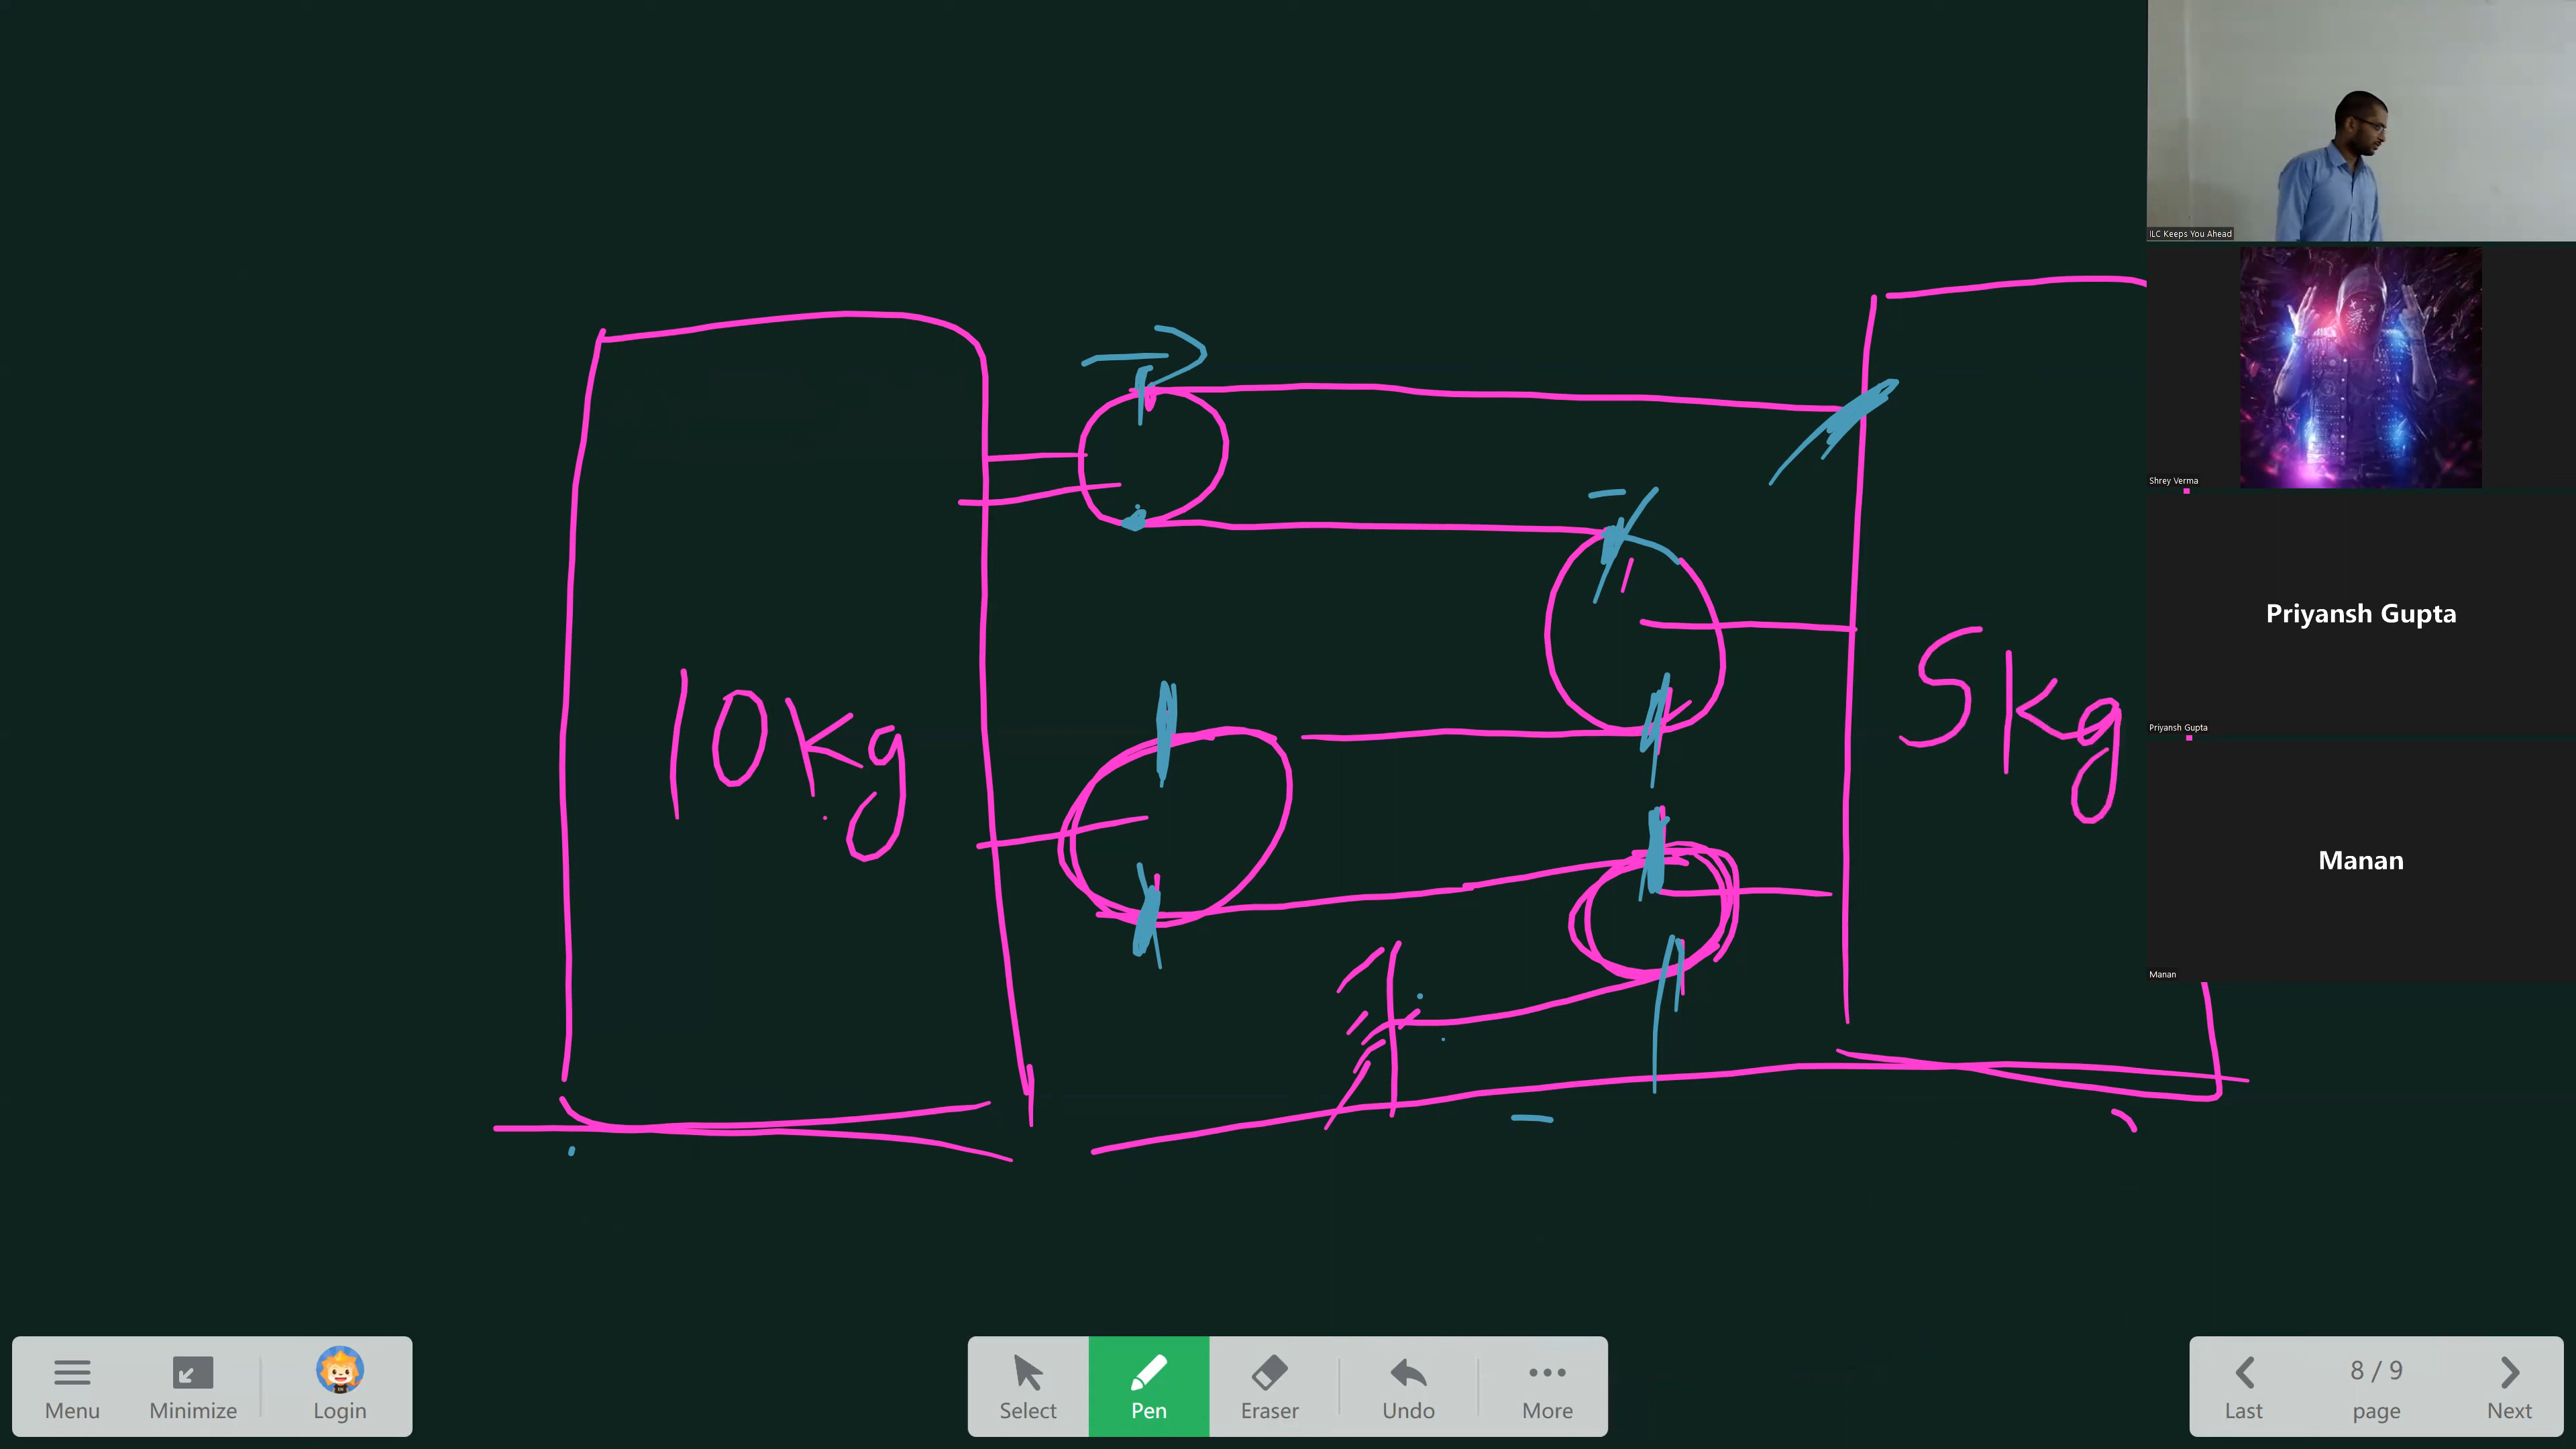 ILC Keeps You Ahead
Shrey Verma
Priyansh Gupta
Priyansh Gupta
Manan
Manan
10kg
5kg
Menu
Minimize
Login
Select
Pen
Eraser
Undo
More
Last
8 / 9
page
Next